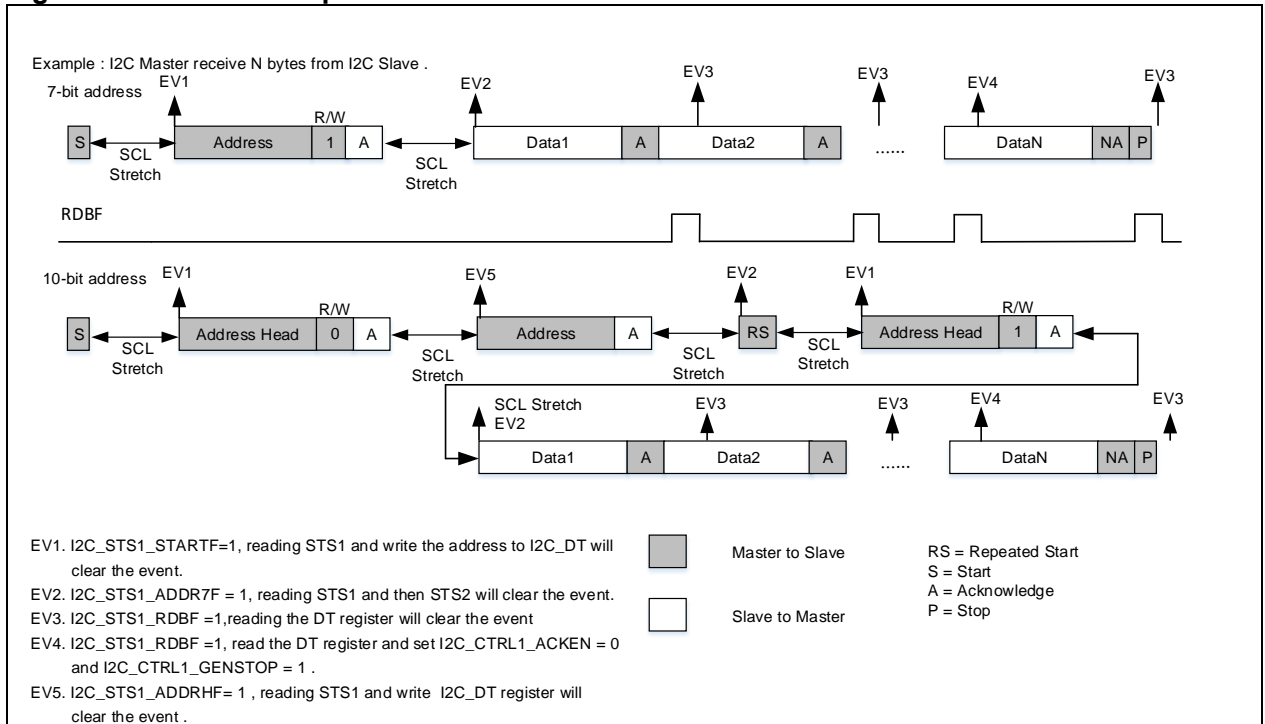 Example : I2C Master receive N bytes from I2C Slave .
7-bit address
EV1 EV2 EV3 EV3 EV4 EV3
R/W
S Address 1 A Data1 A Data2 A ...... DataN NA P
SCL SCL
Stretch Stretch
RDBF
10-bit address EV1 EV5 EV2 EV1
R/W R/W
S Address Head 0 A Address A RS Address Head 1 A
SCL SCL SCL SCL
Stretch Stretch Stretch Stretch
SCL Stretch EV3 EV3 EV4 EV3
EV2
Data1 A Data2 A ...... DataN NA P
EV1. I2C_STS1_STARTF=1, reading STS1 and write the address to I2C_DT will
clear the event.
EV2. I2C_STS1_ADDR7F = 1, reading STS1 and then STS2 will clear the event.
EV3. I2C_STS1_RDBF =1,reading the DT register will clear the event
EV4. I2C_STS1_RDBF =1, read the DT register and set I2C_CTRL1_ACKEN = 0
and I2C_CTRL1_GENSTOP = 1 .
EV5. I2C_STS1_ADDRHF= 1 , reading STS1 and write I2C_DT register will
clear the event .
Master to Slave
Slave to Master
RS = Repeated Start
S = Start
A = Acknowledge
P = Stop